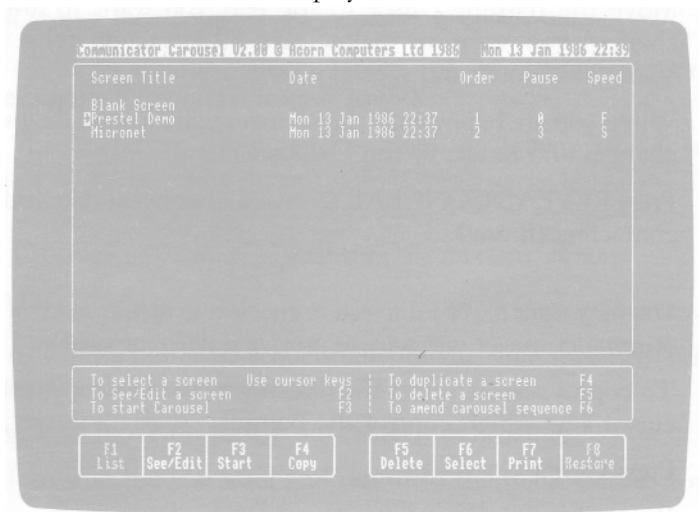 Communicator Carousel V2.00 © Acorn Computers Ltd 1986 Mon 13 Jan 1986 22:39
Screen Title Date Order Pause Speed
Blank Screen
Prestel Demo Mon 13 Jan 1986 22:37 1 0 F
Micronet Mon 13 Jan 1986 22:37 2 3 S
To select a screen Use cursor keys | To duplicate a screen F4
To See/Edit a screen F2 | To delete a screen F5
To start Carousel F3 | To amend carousel sequence F6
F1 F2 F3 F4 F5 F6 F7 F8
List See/Edit Start Copy Delete Select Print Restore